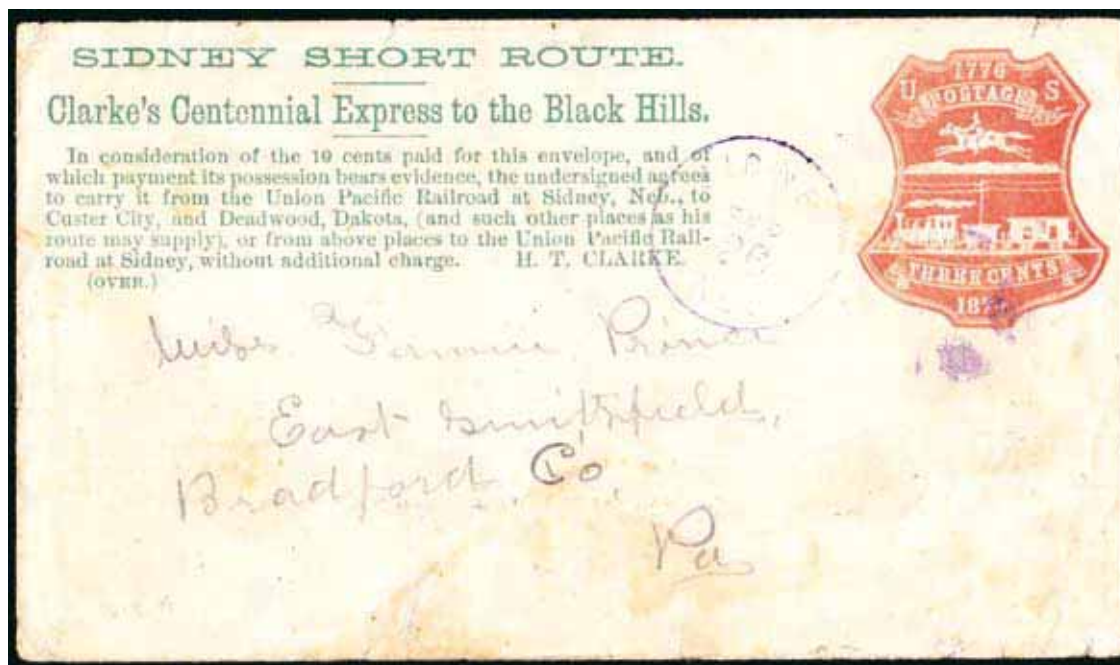 SIDNEY SHORT ROUTE.
Clarke's Centennial Express to the Black Hills.
In consideration of the 10 cents paid for this envelope, and of
which payment its possession bears evidence, the undersigned agrees
to carry it from the Union Pacific Railroad at Sidney, Neb., to
Custer City, and Deadwood, Dakota, (and such other places as his
route may supply), or from above places to the Union Pacific Rail-
road at Sidney, without additional charge. H. T. CLARKE.
(OVER.)
1776
U S
POSTAGE
THREE CENTS
Miss Fannie Prince
East Smithfield,
Bradford Co.
Pa